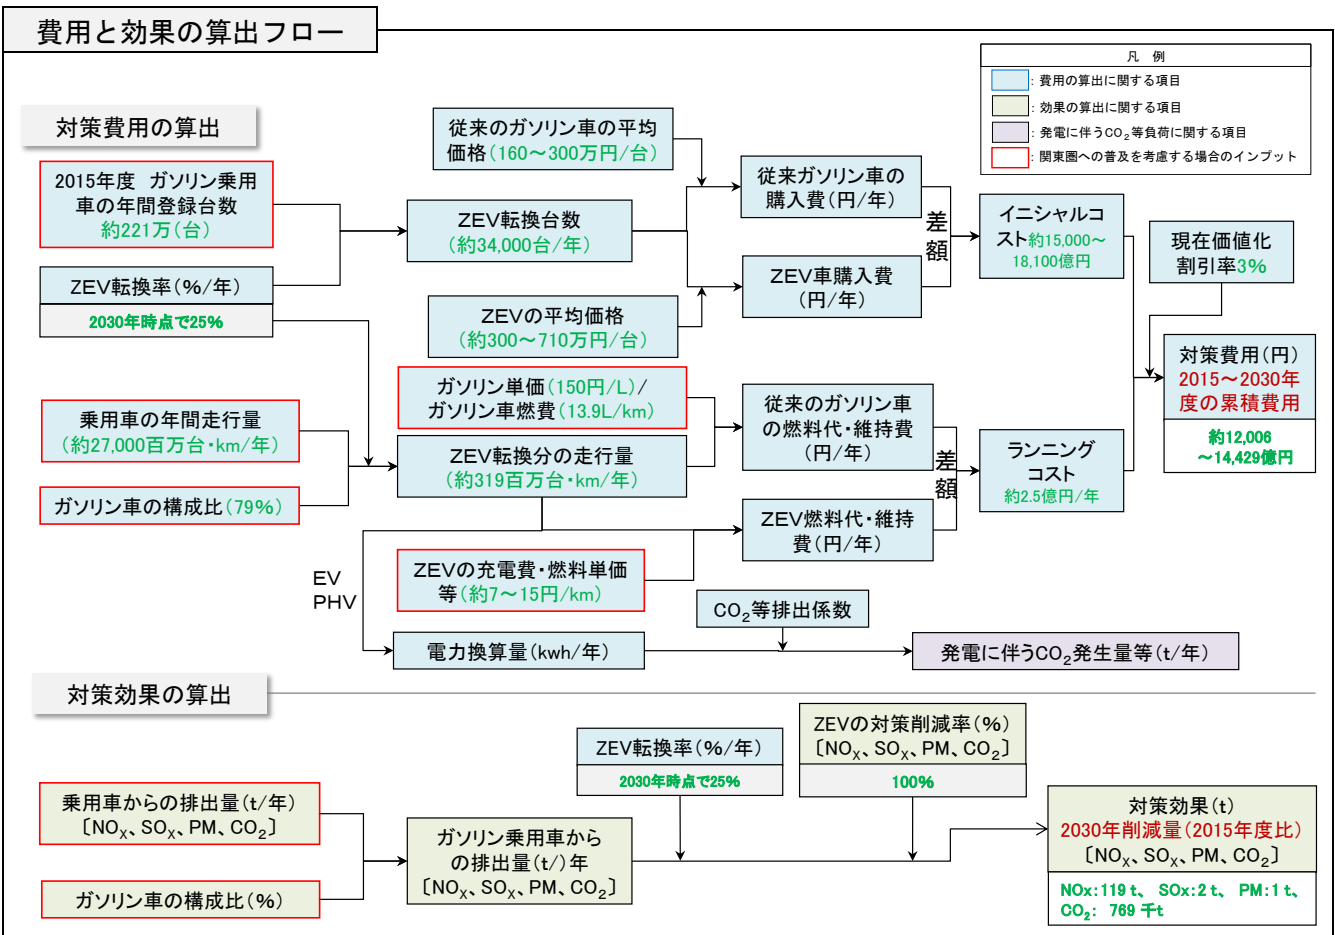 費用と効果の算出フロー
凡 例
: 費用の算出に関する項目
: 効果の算出に関する項目
: 発電に伴うCO₂等負荷に関する項目
: 関東圏への普及を考慮する場合のインプット
対策費用の算出
2015年度 ガソリン乗用
車の年間登録台数
約221万(台)
ZEV転換率(%/年)
2030年時点で25%
従来のガソリン車の平均
価格(160～300万円/台)
ZEV転換台数
(約34,000台/年)
ZEVの平均価格
(約300～710万円/台)
従来ガソリン車の
購入費(円/年)
ZEV車購入費
(円/年)
差
額
イニシャルコ
スト約15,000～
18,100億円
現在価値化
割引率3%
対策費用(円)
2015～2030年
度の累積費用
約12,006
～14,429億円
乗用車の年間走行量
(約27,000百万台・km/年)
ガソリン車の構成比(79%)
ガソリン単価(150円/L)/
ガソリン車燃費(13.9L/km)
ZEV転換分の走行量
(約319百万台・km/年)
従来のガソリン車
の燃料代・維持費
(円/年)
ZEV燃料代・維持
費(円/年)
差
額
ランニング
コスト
約2.5億円/年
ZEVの充電費・燃料単価
等(約7～15円/km)
EV
PHV
CO₂等排出係数
電力換算量(kwh/年)
発電に伴うCO₂発生量等(t/年)
対策効果の算出
ZEV転換率(%/年)
2030年時点で25%
ZEVの対策削減率(%)
〔NOX、SOX、PM、CO₂〕
100%
乗用車からの排出量(t/年)
〔NOX、SOX、PM、CO₂〕
ガソリン車の構成比(%)
ガソリン乗用車から
の排出量(t/)年
〔NOX、SOX、PM、CO₂〕
対策効果(t)
2030年削減量(2015年度比)
〔NOX、SOX、PM、CO₂〕
NOx:119 t、 SOx:2 t、 PM:1 t、
CO₂: 769 千t